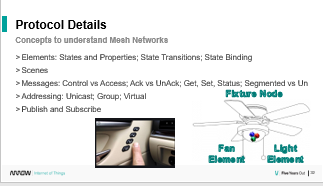 Protocol Details
Concepts to understand Mesh Networks
> Elements: States and Properties; State Transitions; State Binding
> Scenes
> Messages: Control vs Access; Ack vs UnAck; Get, Set, Status; Segmented vs Un
> Addressing: Unicast; Group; Virtual
> Publish and Subscribe
Fixture Node
Fan
Element
Light
Element
ARROW Internet of Things
Five Years Out